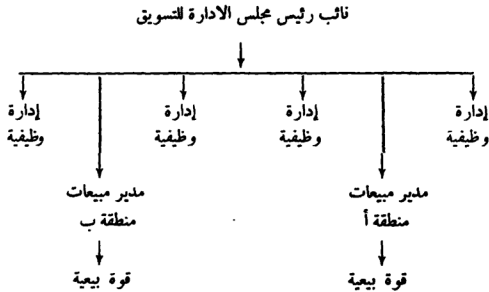 نائب رئيس مجلس الادارة للتسويق
إدارة إدارة إدارة إدارة
وظيفية وظيفية وظيفية وظيفية
مدير مبيعات مدير مبيعات
منطقة أ منطقة ب
قوة بيعية قوة بيعية